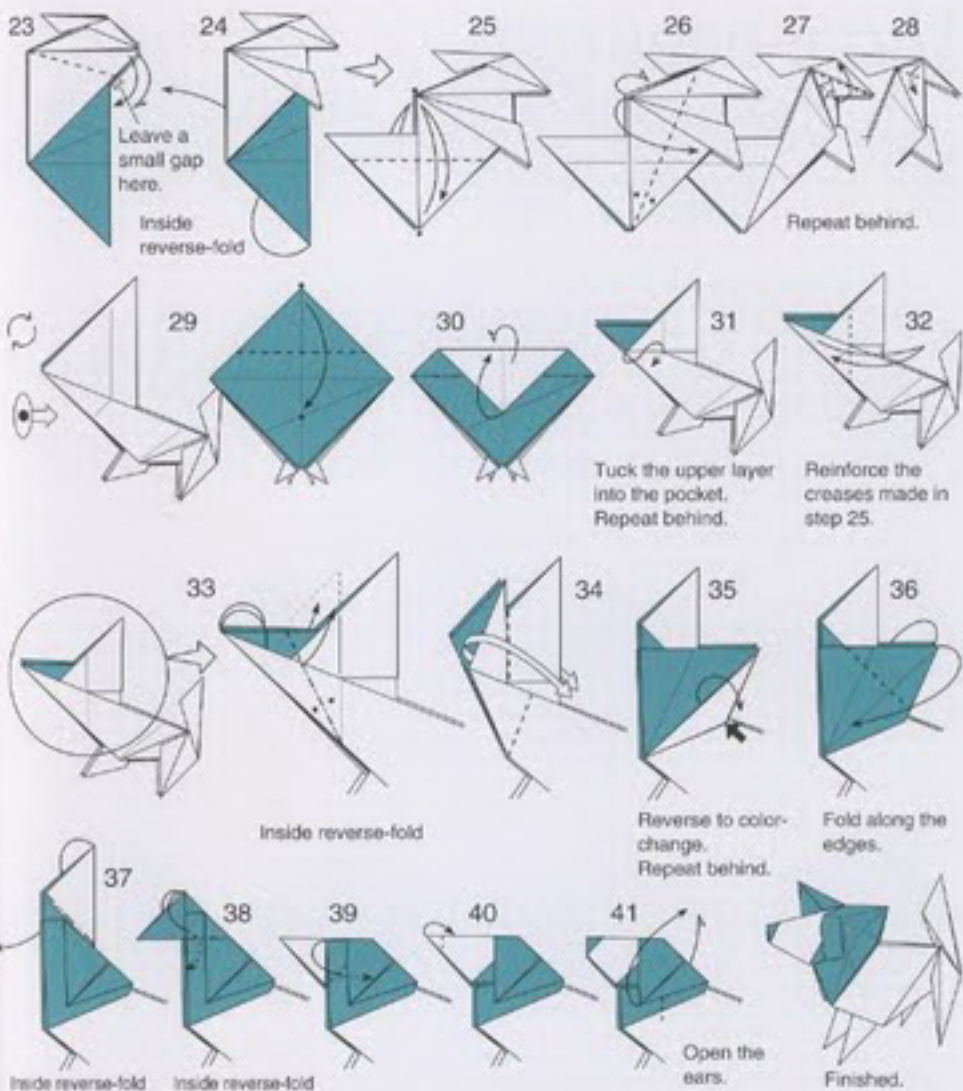 23
24
25
26
27
28
Leave a
small gap
here.
Inside
reverse-fold
Repeat behind.
29
30
31
32
Tuck the upper layer
into the pocket.
Repeat behind.
Reinforce the
creases made in
step 25.
33
34
35
36
Inside reverse-fold
Reverse to color-
change.
Repeat behind.
Fold along the
edges.
37
38
39
40
41
Inside reverse-fold
Inside reverse-fold
Open the
ears.
Finished.